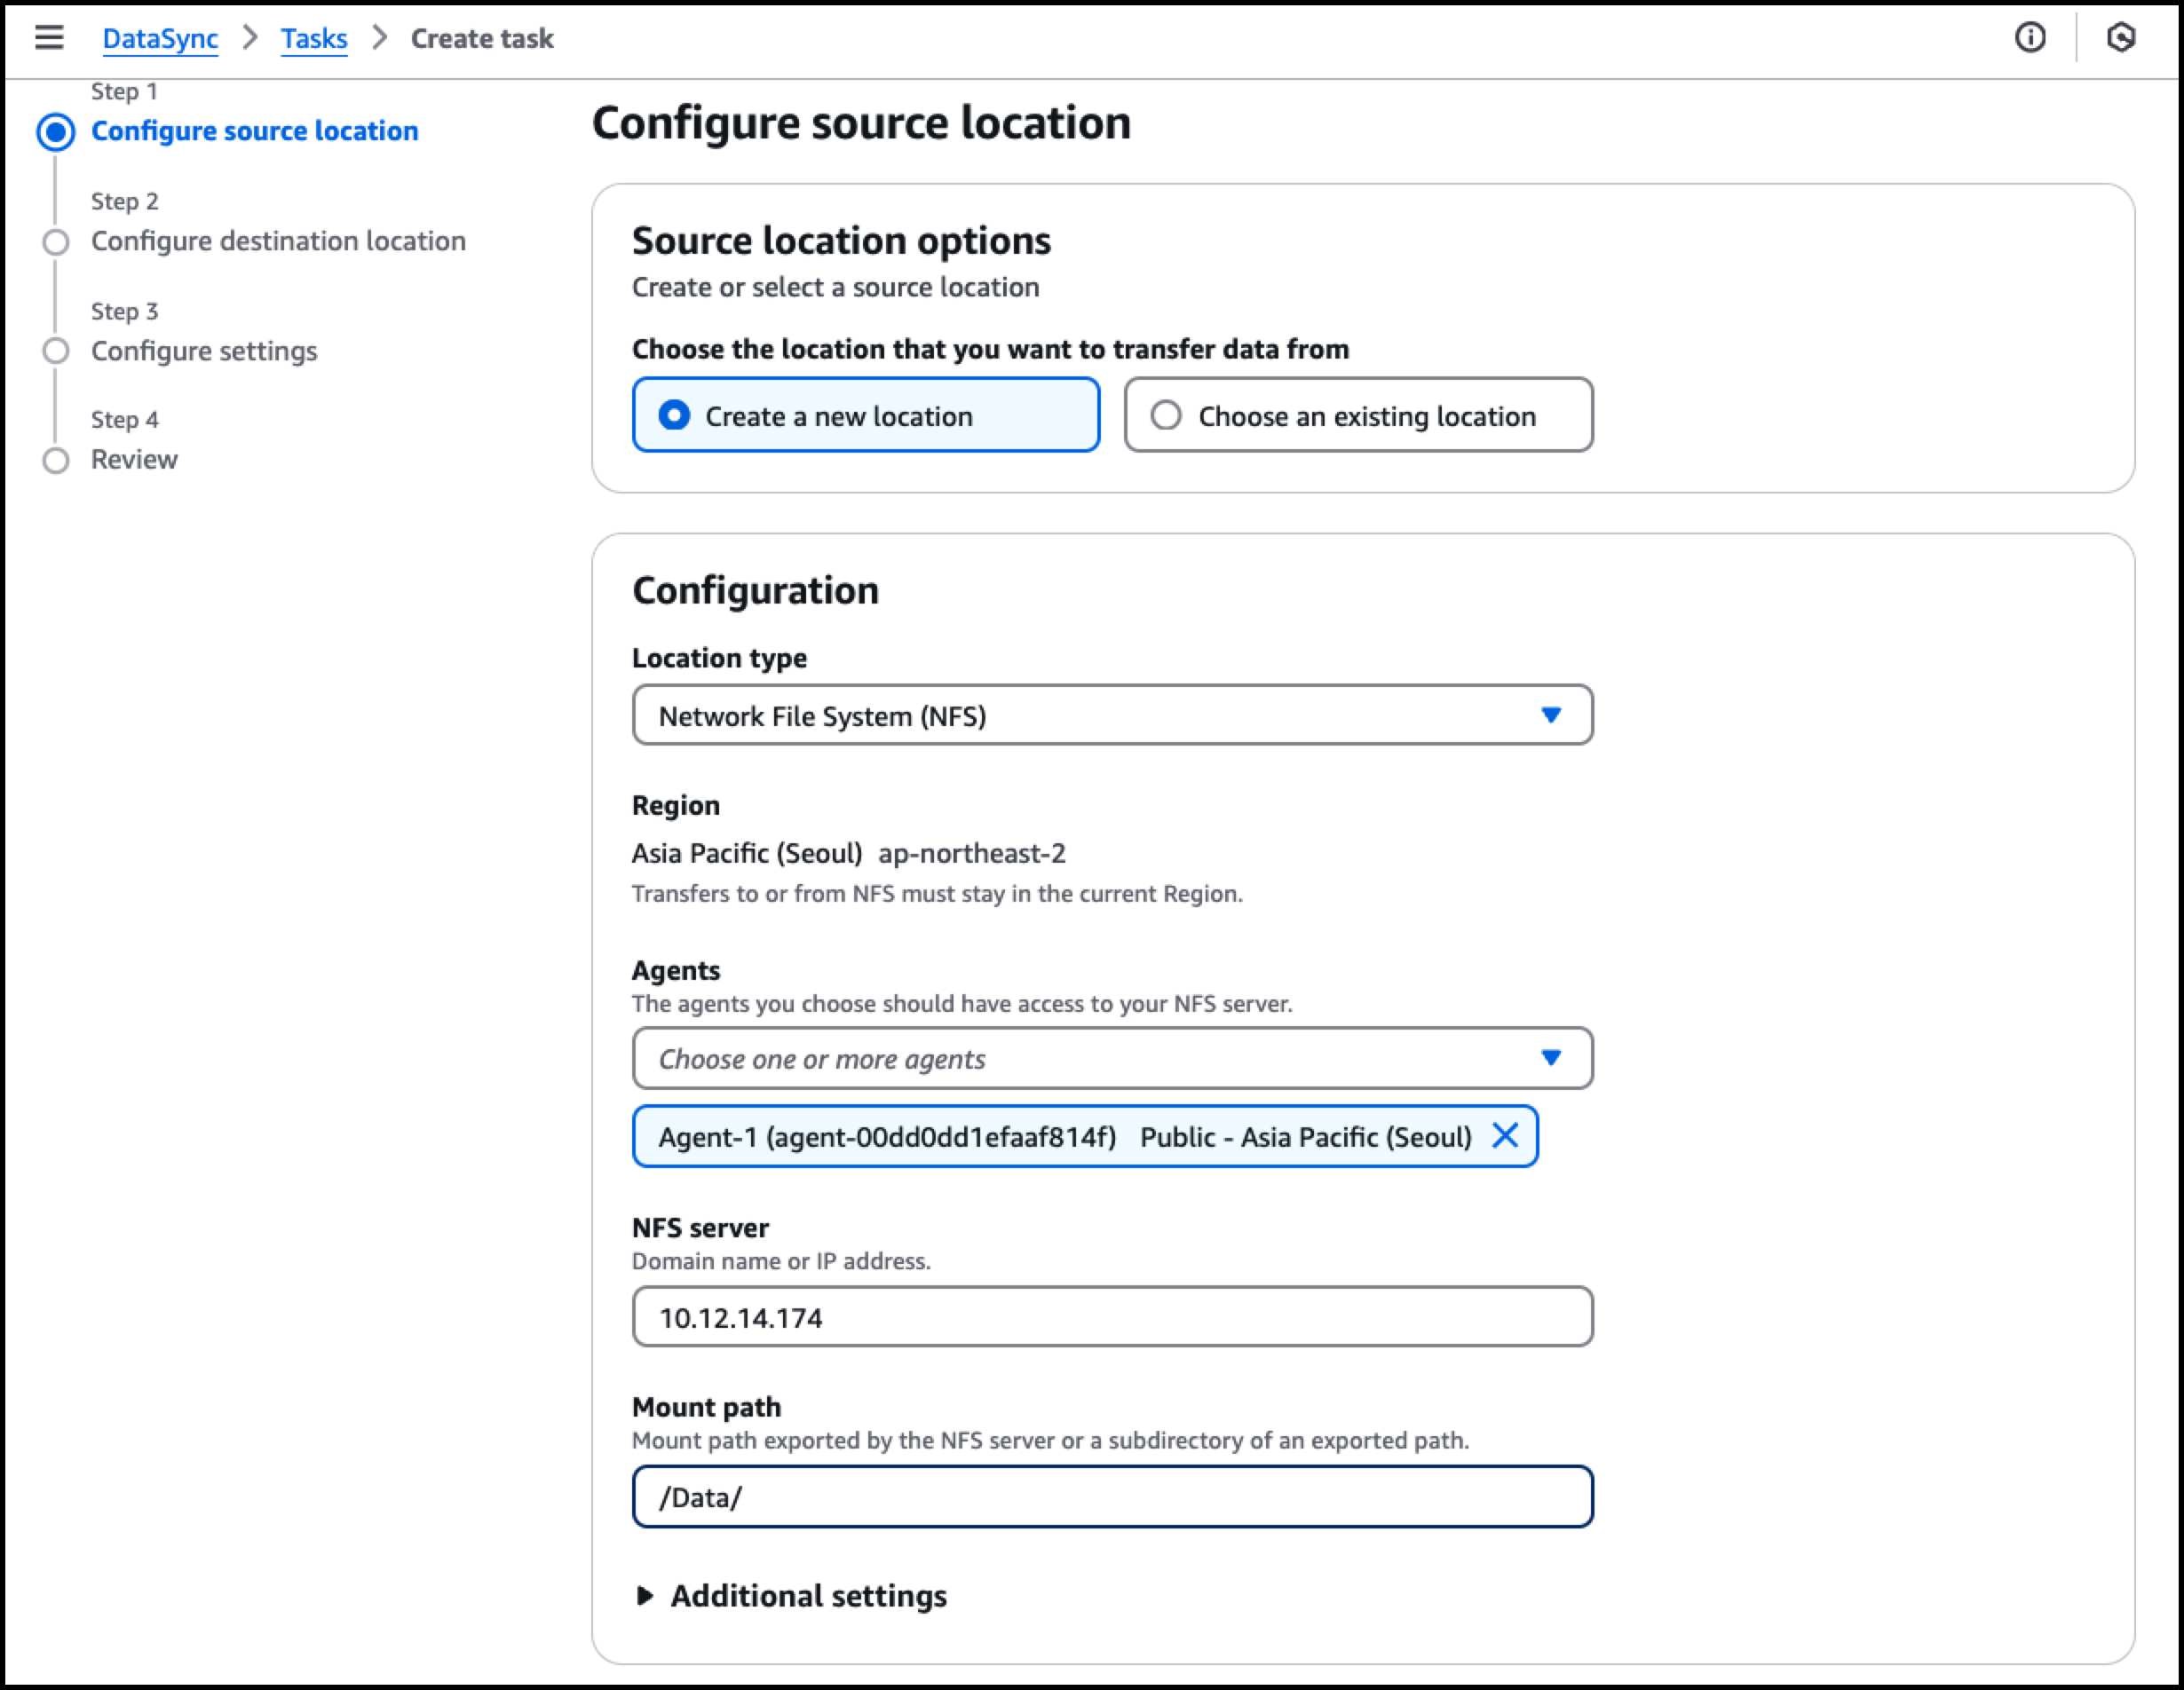 DataSync > Tasks > Create task
Step 1
Configure source location
Step 2
Configure destination location
Step 3
Configure settings
Step 4
Review
Configure source location
Source location options
Create or select a source location
Choose the location that you want to transfer data from
Create a new location
Choose an existing location
Configuration
Location type
Network File System (NFS)
Region
Asia Pacific (Seoul) ap-northeast-2
Transfers to or from NFS must stay in the current Region.
Agents
The agents you choose should have access to your NFS server.
Choose one or more agents
Agent-1 (agent-00dd0dd1efaaf814f) Public - Asia Pacific (Seoul)
NFS server
Domain name or IP address.
10.12.14.174
Mount path
Mount path exported by the NFS server or a subdirectory of an exported path.
/Data/
Additional settings